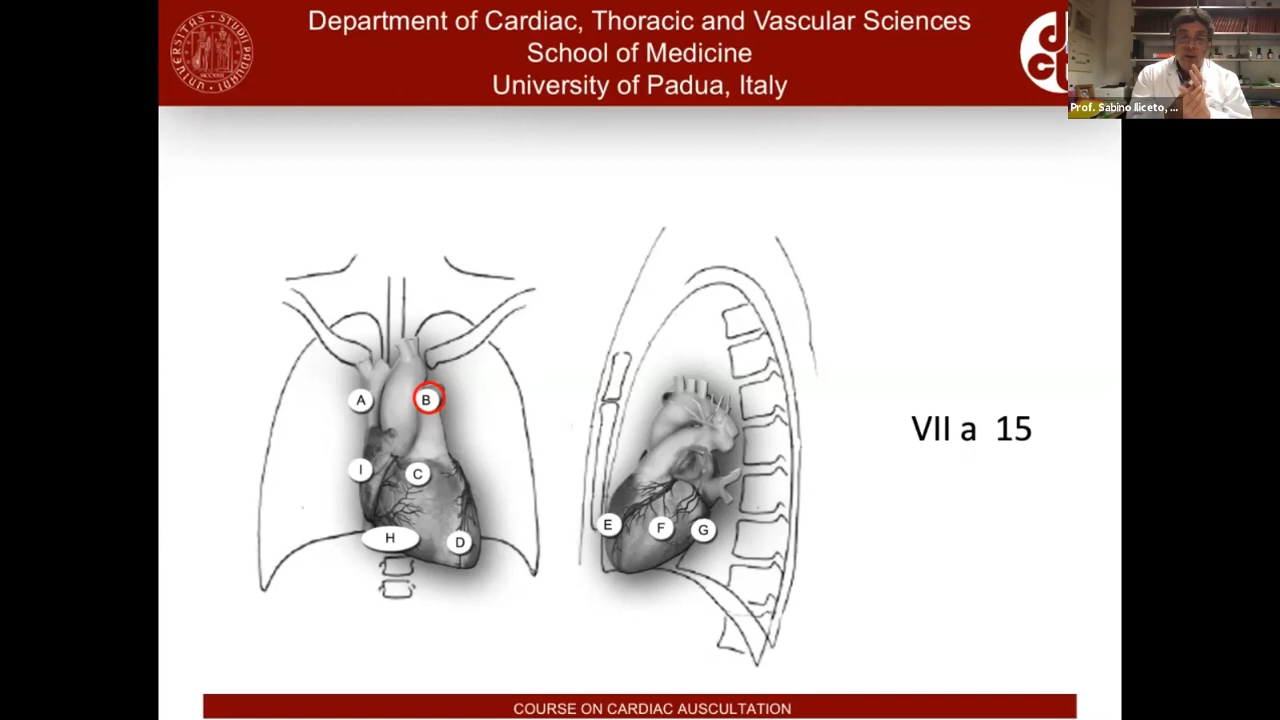 Department of Cardiac, Thoracic and Vascular Sciences
School of Medicine
University of Padua, Italy
Prof. Sabino Iliceto, ...
A
B
I
C
H
D
E
F
G
VII a 15
COURSE ON CARDIAC AUSCULTATION